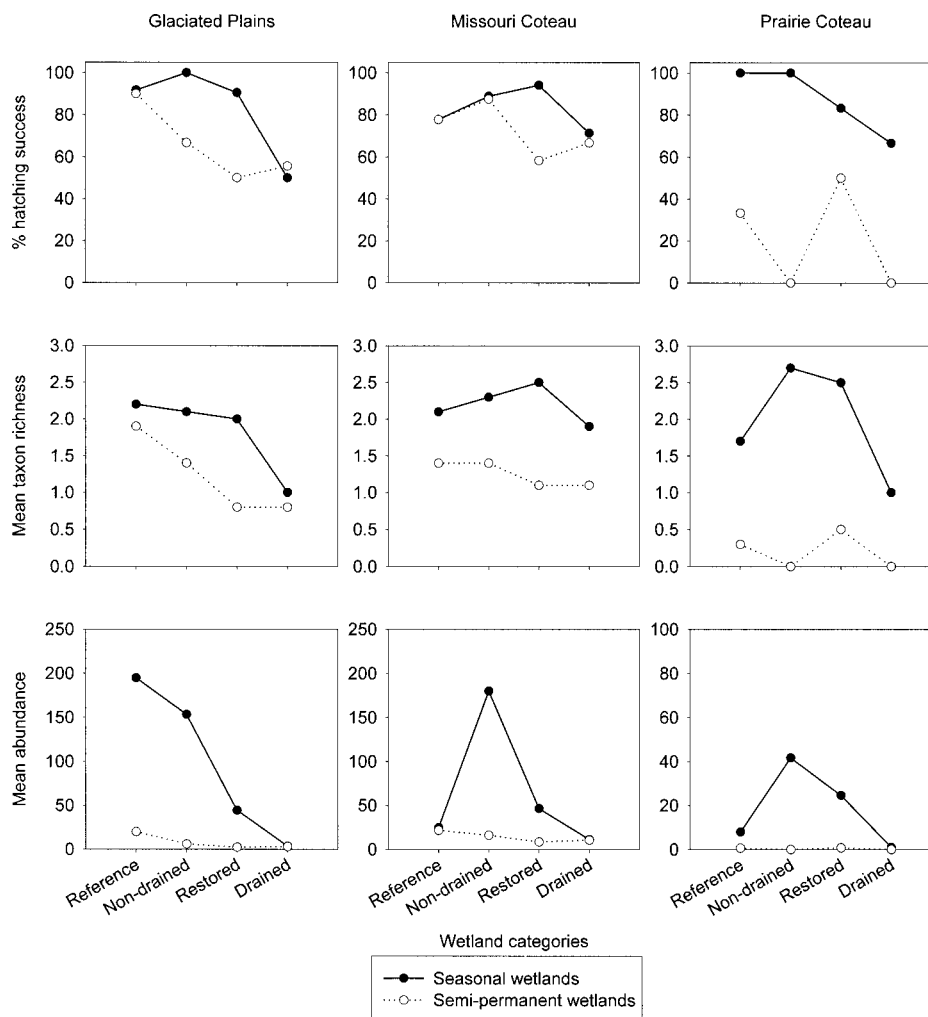 Glaciated Plains
Missouri Coteau
Prairie Coteau
% hatching success
100
80
60
40
20
0
100
80
60
40
20
0
100
80
60
40
20
0
Mean taxon richness
3.0
2.5
2.0
1.5
1.0
0.5
0.0
3.0
2.5
2.0
1.5
1.0
0.5
0.0
3.0
2.5
2.0
1.5
1.0
0.5
0.0
Mean abundance
250
200
150
100
50
0
250
200
150
100
50
0
100
80
60
40
20
0
Reference
Non-drained
Restored
Drained
Reference
Non-drained
Restored
Drained
Reference
Non-drained
Restored
Drained
Wetland categories
Seasonal wetlands
Semi-permanent wetlands